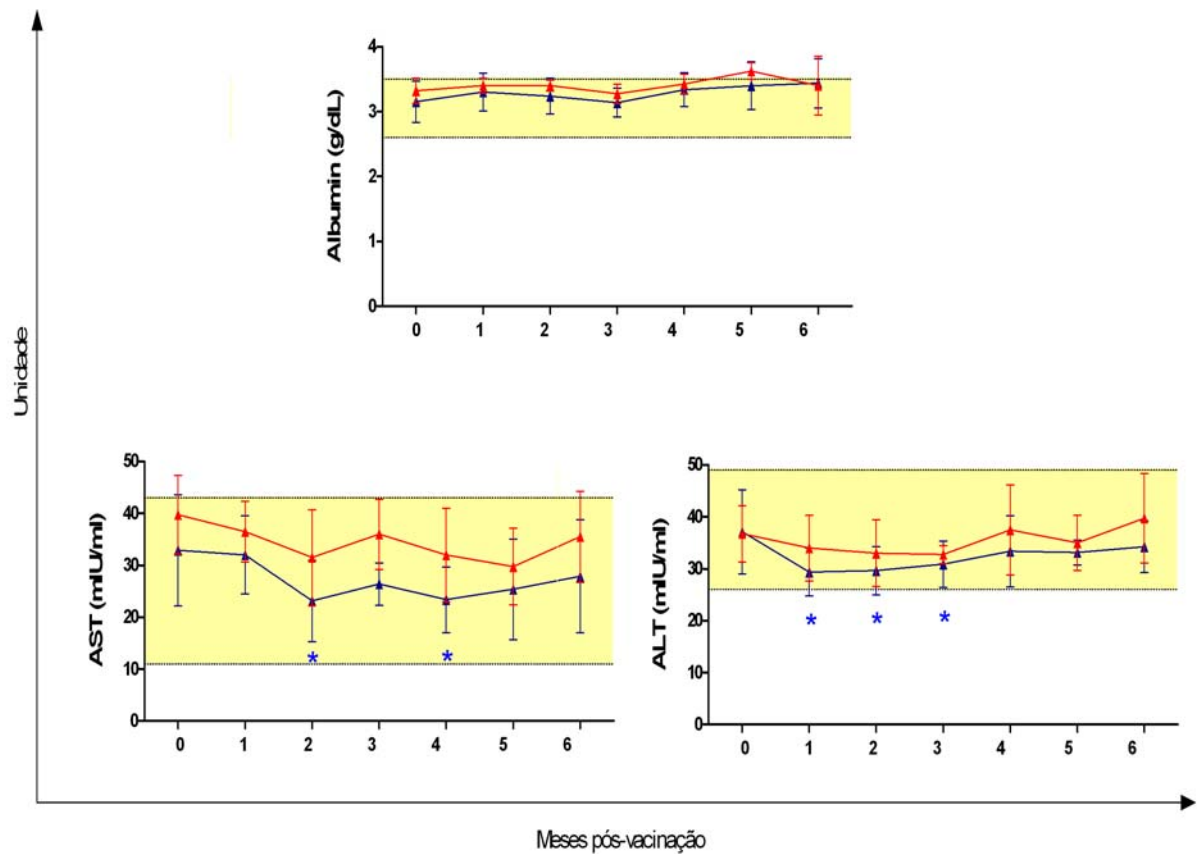 Unidade
Albumin (g/dL)
4
3
2
1
0
0 1 2 3 4 5 6
AST (mIU/ml)
50
40
30
20
10
0
* *
0 1 2 3 4 5 6
ALT (mIU/ml)
50
40
30
20
10
0
* * *
0 1 2 3 4 5 6
Meses pós-vacinação